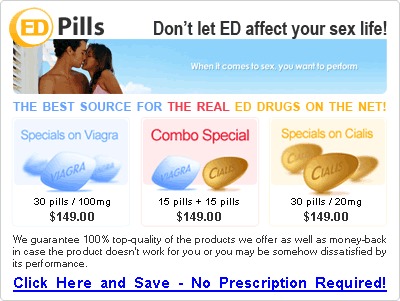 ED Pills Don't let ED affect your sex life!
When it comes to sex, you want to perform
THE BEST SOURCE FOR THE REAL ED DRUGS ON THE NET!
Specials on Viagra Combo Special Specials on Cialis
VIAGRA VIAGRA CIALIS CIALIS
30 pills / 100mg 15 pills + 15 pills 30 pills / 20mg
$149.00 $149.00 $149.00
We guarantee 100% top-quality of the products we offer as well as money-back
in case the product doesn't work for you or you may be somehow dissatisfied by
its performance.
Click Here and Save - No Prescription Required!